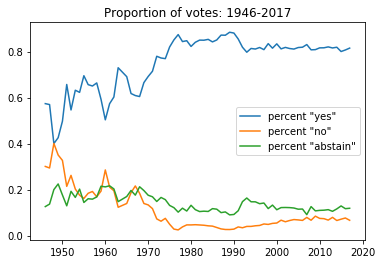 Proportion of votes: 1946-2017
0.8
0.6
0.4
0.2
0.0
percent "yes"
percent "no"
percent "abstain"
1950 1960 1970 1980 1990 2000 2010 2020